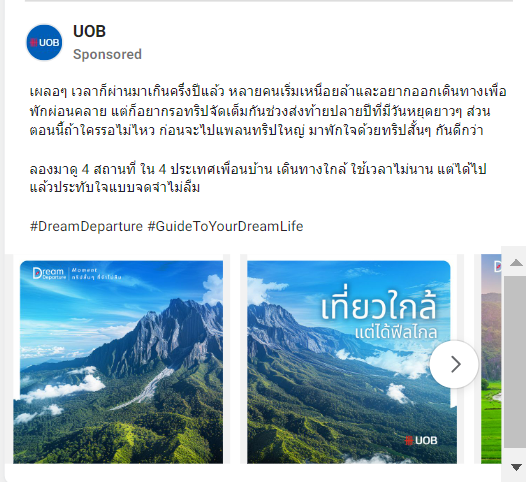 UOB
UOB
Sponsored
เผลอๆ เวลาก็ผ่านมาเกินครึ่งปีแล้ว หลายคนเริ่มเหนื่อยล้าและอยากออกเดินทางเพื่อ
พักผ่อนคลาย แต่ก็อยากรอทริปจัดเต็มกันช่วงส่งท้ายปลายปีที่มีวันหยุดยาวๆ ส่วน
ตอนนี้ถ้าใครรอไม่ไหว ก่อนจะไปแพลนทริปใหญ่ มาพักใจด้วยทริปสั้นๆ กันดีกว่า
ลองมาดู 4 สถานที่ ใน 4 ประเทศเพื่อนบ้าน เดินทางใกล้ ใช้เวลาไม่นาน แต่ได้ไป
แล้วประทับใจแบบจดจำไม่ลืม
#DreamDeparture #GuideToYourDreamLife
Dream Departure
Moment
Dream Departure
เที่ยวใกล้
แต่ได้ฟีลไกล
UOB